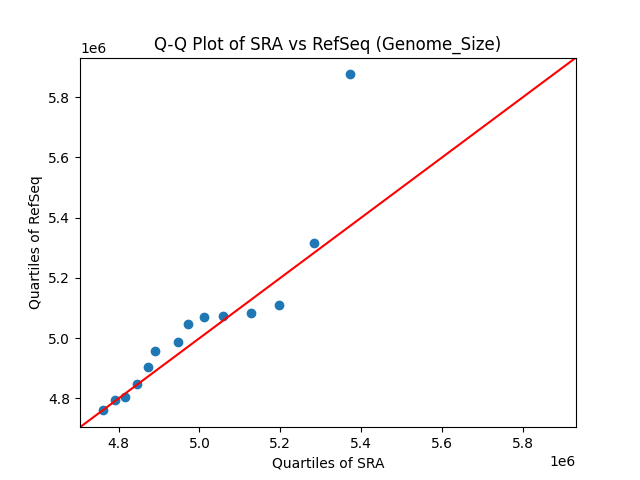 Q-Q Plot of SRA vs RefSeq (Genome_Size)
1e6
5.8
5.6
5.4
5.2
5.0
4.8
Quartiles of RefSeq
4.8 5.0 5.2 5.4 5.6 5.8
Quartiles of SRA
1e6